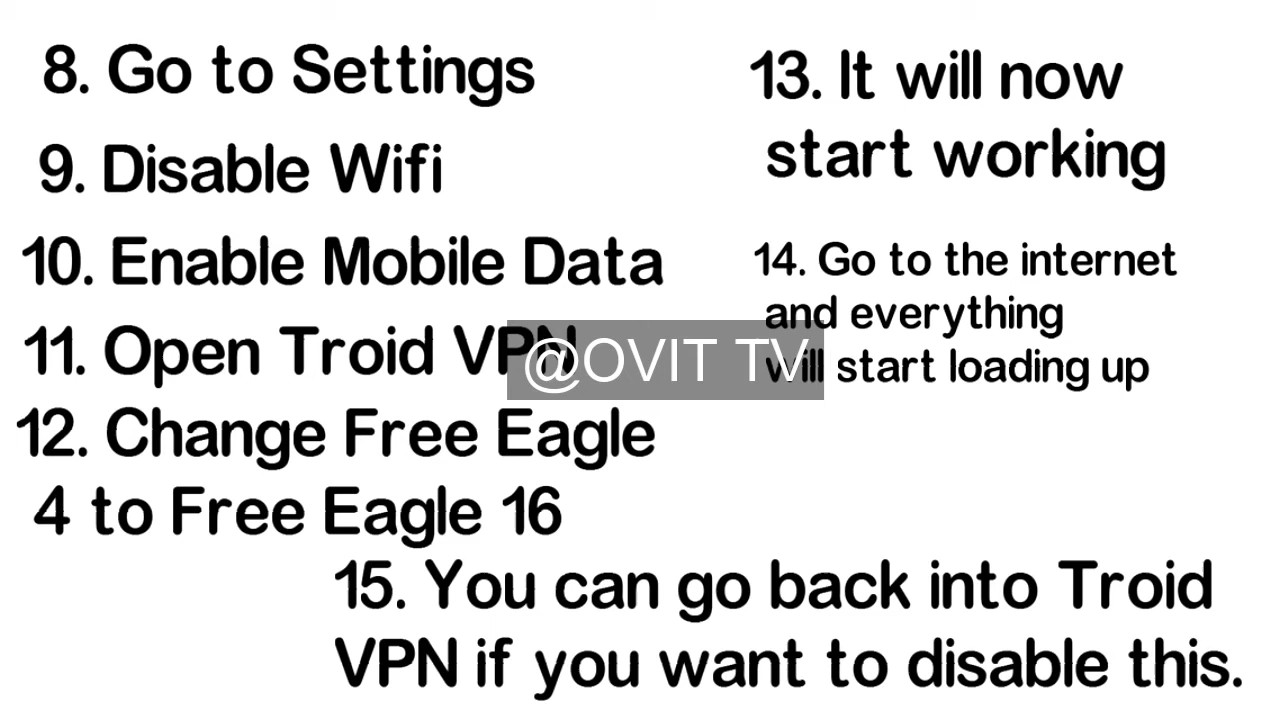 8. Go to Settings
9. Disable Wifi
10. Enable Mobile Data
11. Open Troid VPN
12. Change Free Eagle
4 to Free Eagle 16
13. It will now
start working
14. Go to the internet
and everything
will start loading up
@OVIT TV
15. You can go back into Troid
VPN if you want to disable this.